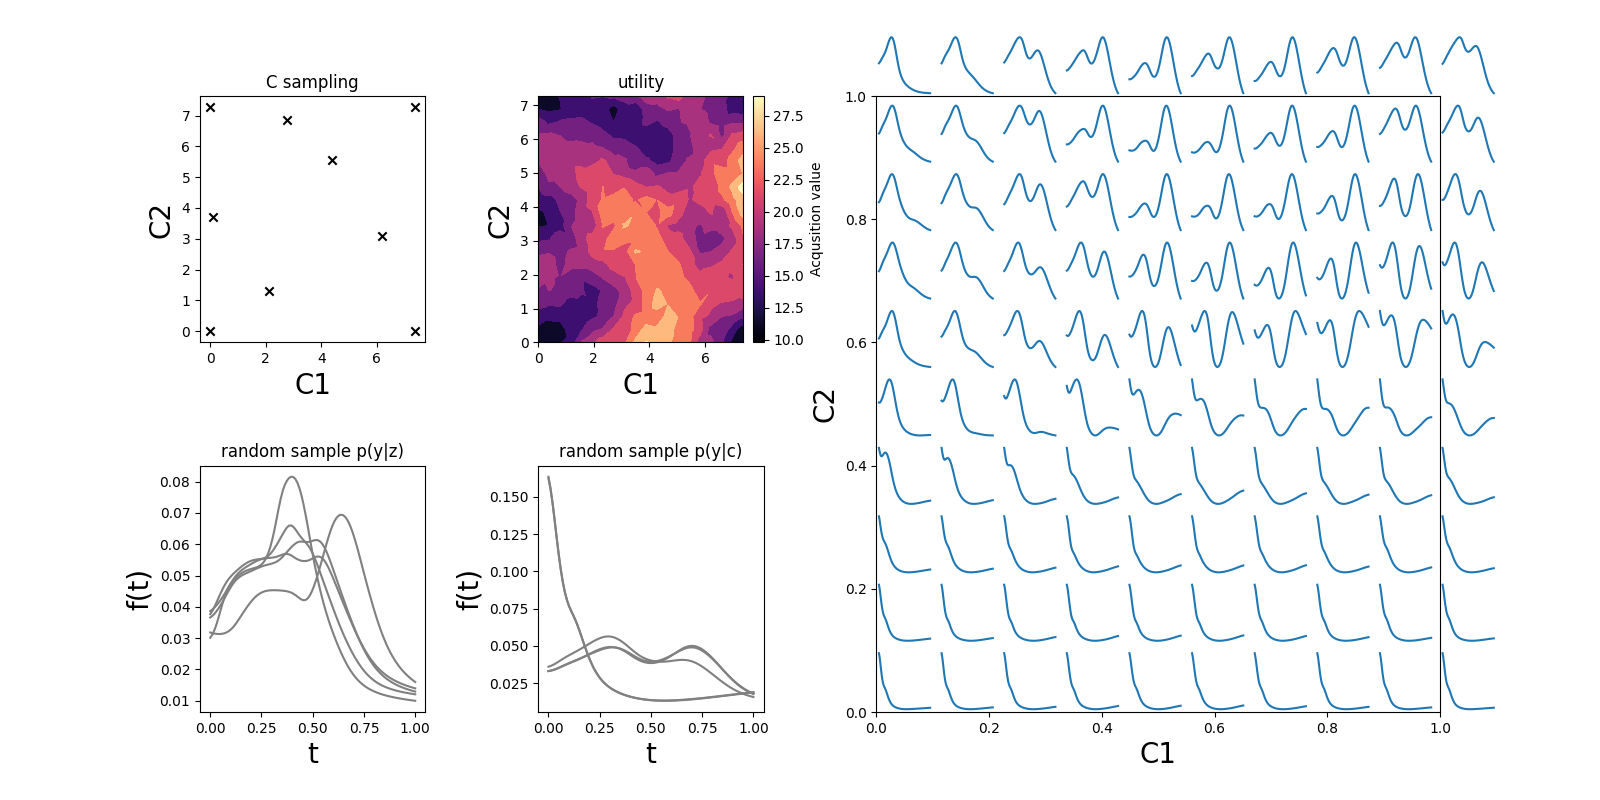 C sampling
7
6
5
4
3
2
1
0
C2
0 2 4 6
C1
utility
7
6
5
4
3
2
1
0
C2
0 2 4 6
C1
27.5
25.0
22.5
20.0
17.5
15.0
12.5
10.0
Acqusition value
random sample p(y|z)
0.08
0.07
0.06
0.05
0.04
0.03
0.02
0.01
f(t)
0.00 0.25 0.50 0.75 1.00
t
random sample p(y|c)
0.150
0.125
0.100
0.075
0.050
0.025
f(t)
0.00 0.25 0.50 0.75 1.00
t
1.0
0.8
0.6
0.4
0.2
0.0
C2
0.0 0.2 0.4 0.6 0.8 1.0
C1